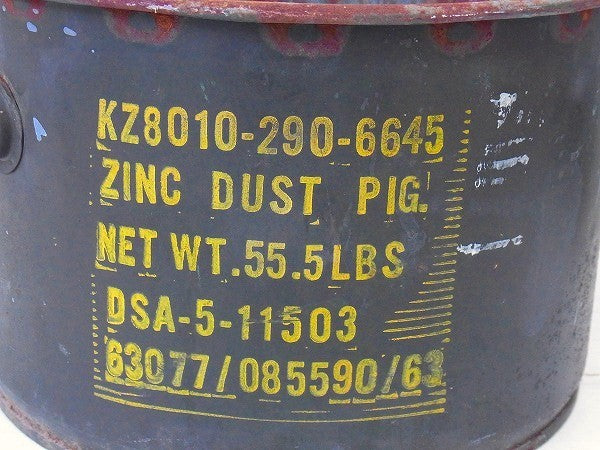 KZ8010-290-6645
ZINC DUST PIG.
NET WT.55.5LBS
DSA-5-11503
63077/085590/63